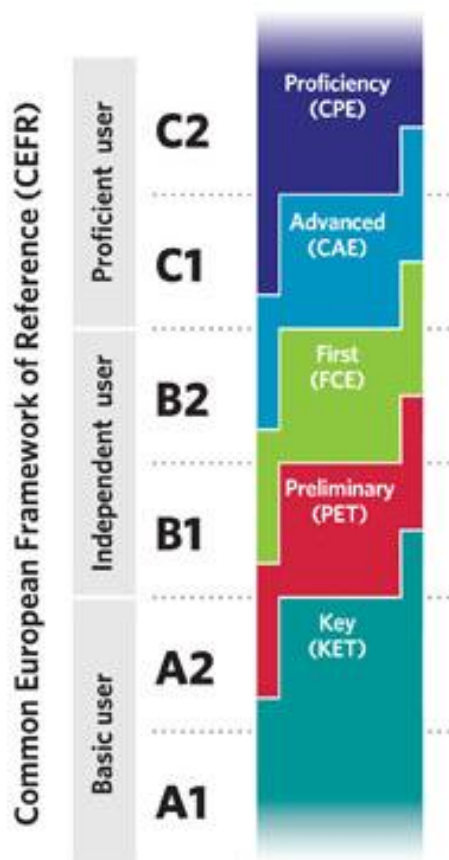 Common European Framework of Reference (CEFR)
Proficient user
Independent user
Basic user
C2
C1
B2
B1
A2
A1
Proficiency
(CPE)
Advanced
(CAE)
First
(FCE)
Preliminary
(PET)
Key
(KET)